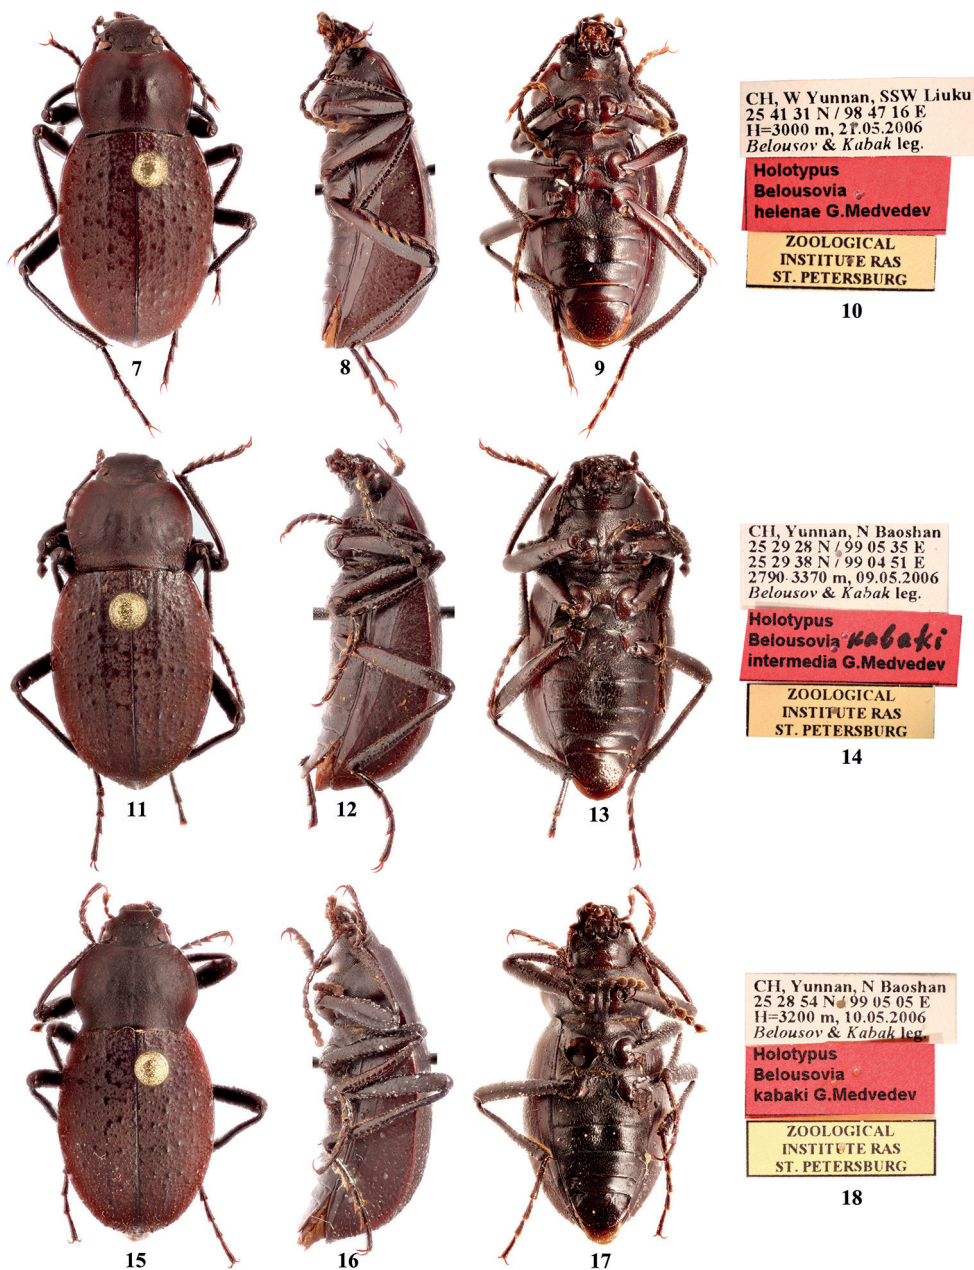 CH, W Yunnan, SSW Liuku
25 41 31 N / 98 47 16 E
H=3000 m, 21.05.2006
Belousov & Kabak leg.
Holotypus
Belousovia
helenae G.Medvedev
ZOOLOGICAL
INSTITUTE RAS
ST. PETERSBURG
7
8
9
10
CH, Yunnan, N Baoshan
25 29 28 N / 99 05 35 E
25 29 38 N / 99 04 51 E
2790-3370 m, 09.05.2006
Belousov & Kabak leg.
Holotypus
Belousovia kabaki
intermedia G.Medvedev
ZOOLOGICAL
INSTITUTE RAS
ST. PETERSBURG
11
12
13
14
CH, Yunnan, N Baoshan
25 28 54 N / 99 05 05 E
H=3200 m, 10.05.2006
Belousov & Kabak leg.
Holotypus
Belousovia
kabaki G.Medvedev
ZOOLOGICAL
INSTITUTE RAS
ST. PETERSBURG
15
16
17
18